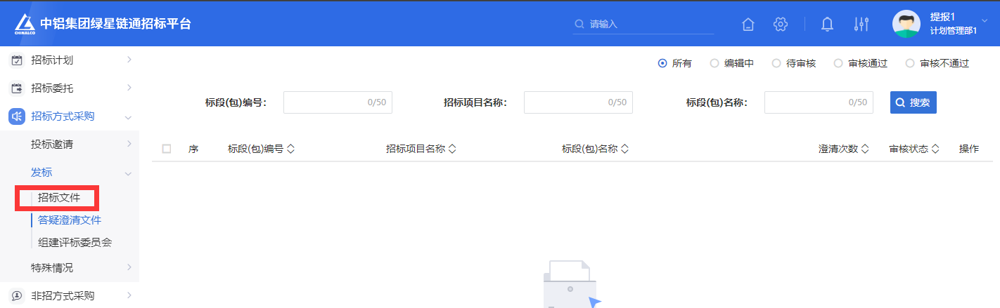 CHINALCO
中铝集团绿星链通招标平台
请输入
提报1
计划管理部1
招标计划
招标委托
招标方式采购
投标邀请
发标
招标文件
答疑澄清文件
组建评标委员会
特殊情况
非招方式采购
所有 编辑中 待审核 审核通过 审核不通过
标段(包)编号： 0/50 招标项目名称： 0/50 标段(包)名称： 0/50 搜索
序 标段(包)编号 招标项目名称 标段(包)名称 澄清次数 审核状态 操作